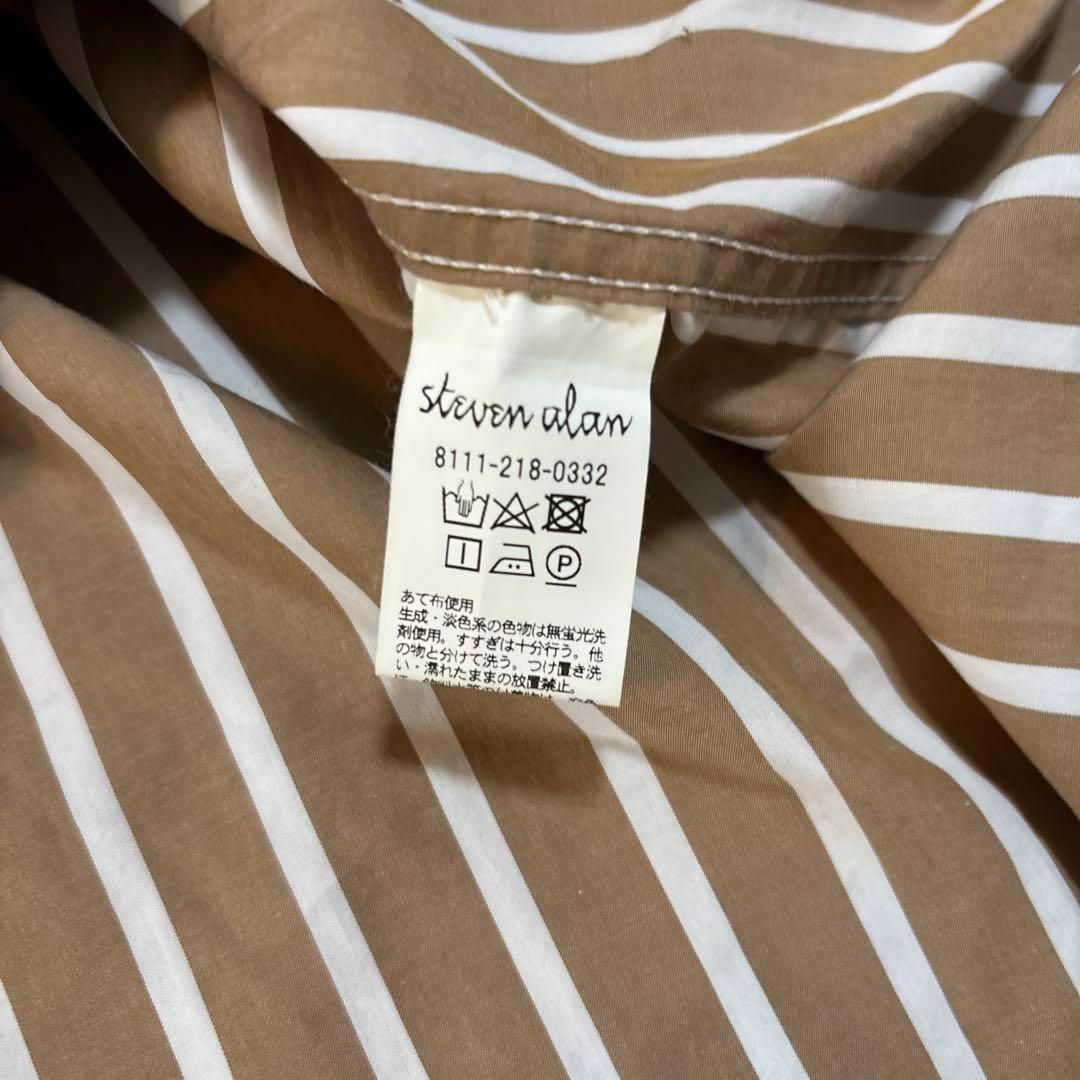 steven alan
8111-218-0332
P
あて布使用
生成・淡色系の色物は無蛍光洗
剤使用。すすぎは十分行う。他
の物と分けて洗う。つけ置き洗
い・濡れたままの放置禁止。